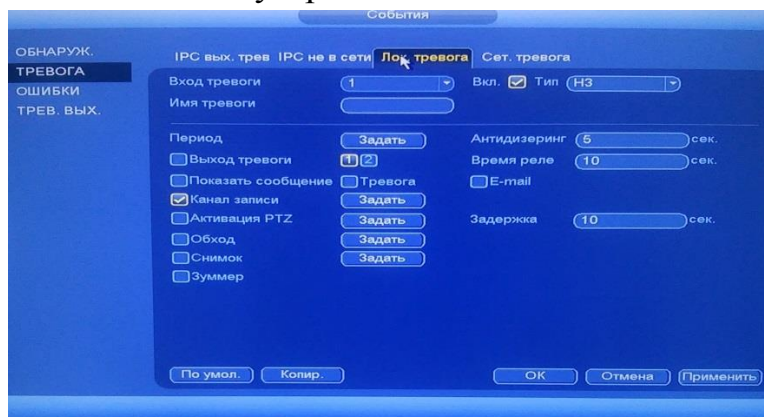 События
ОБНАРУЖ.
ТРЕВОГА
ОШИБКИ
ТРЕВ. ВЫХ.
IPC вых. трев IPC не в сети Лок. тревога Сет. тревога
Вход тревоги 1 Вкл. Тип НЗ
Имя тревоги
Период Задать Антидизеринг 5 сек.
Выход тревоги 1 2 Время реле 10 сек.
Показать сообщение Тревога E-mail
Канал записи Задать
Активация PTZ Задать Задержка 10 сек.
Обход Задать
Снимок Задать
Зуммер
По умол. Копир. OK Отмена Применить